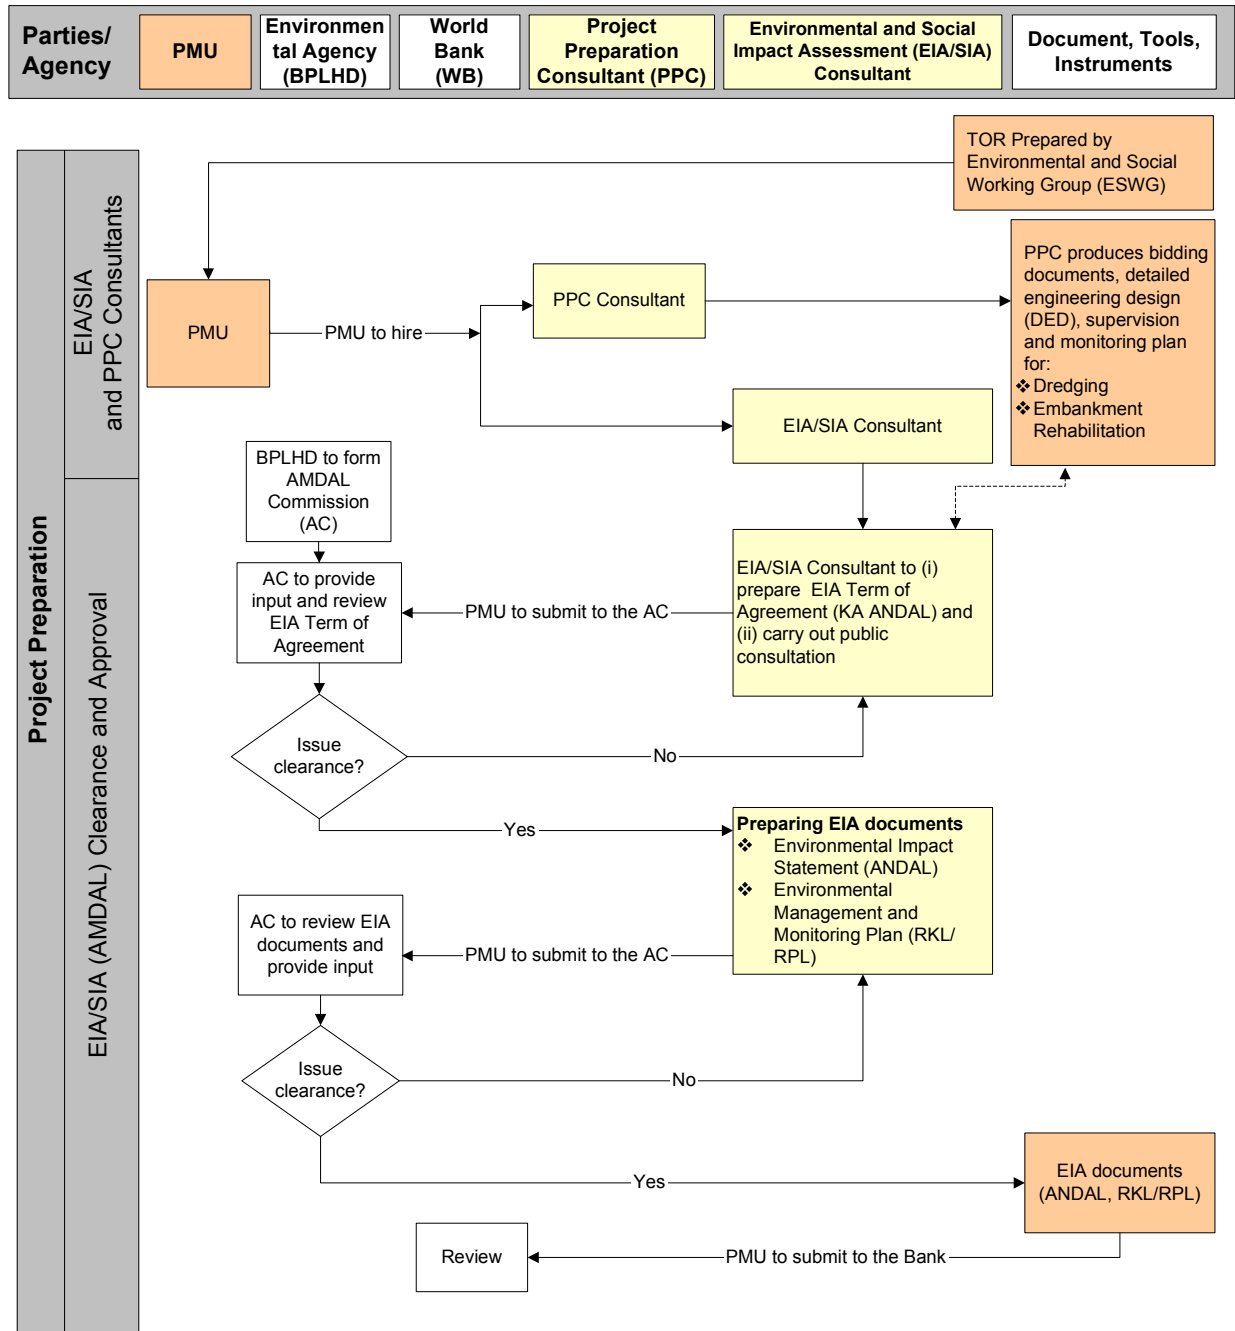 Parties/
Agency
PMU
Environmen
tal Agency
(BPLHD)
World
Bank
(WB)
Project
Preparation
Consultant (PPC)
Environmental and Social
Impact Assessment (EIA/SIA)
Consultant
Document, Tools,
Instruments
Project Preparation
EIA/SIA
and PPC Consultants
TOR Prepared by
Environmental and Social
Working Group (ESWG)
PMU
PMU to hire
PPC Consultant
PPC produces bidding
documents, detailed
engineering design
(DED), supervision
and monitoring plan
for:
❖ Dredging
❖ Embankment
Rehabilitation
EIA/SIA Consultant
EIA/SIA (AMDAL) Clearance and Approval
BPLHD to form
AMDAL
Commission
(AC)
AC to provide
input and review
EIA Term of
Agreement
PMU to submit to the AC
EIA/SIA Consultant to (i)
prepare EIA Term of
Agreement (KA ANDAL) and
(ii) carry out public
consultation
Issue
clearance?
No
Yes
Preparing EIA documents
❖ Environmental Impact
Statement (ANDAL)
❖ Environmental
Management and
Monitoring Plan (RKL/
RPL)
AC to review EIA
documents and
provide input
PMU to submit to the AC
Issue
clearance?
No
Yes
EIA documents
(ANDAL, RKL/RPL)
Review
PMU to submit to the Bank